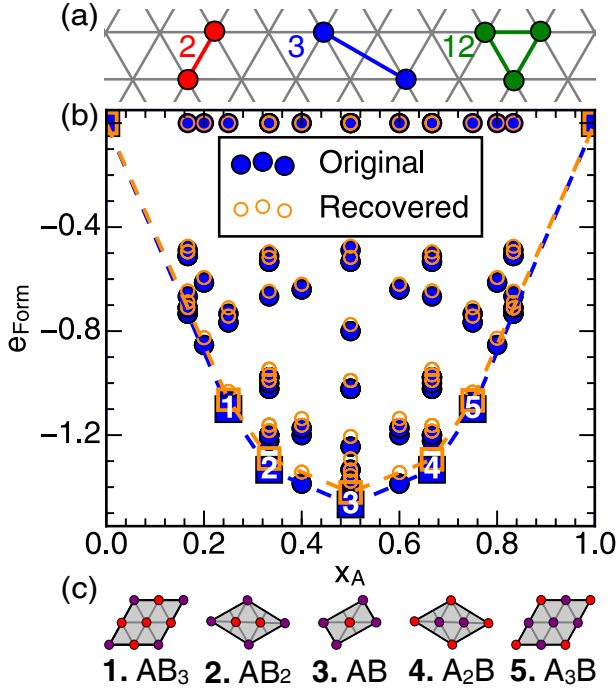 (a)
2
3
12
(b)
Original
Recovered
−0.4
−0.8
−1.2
e_Form
1
2
3
4
5
0.0
0.2
0.4
0.6
0.8
1.0
x_A
(c)
1. AB₃
2. AB₂
3. AB
4. A₂B
5. A₃B